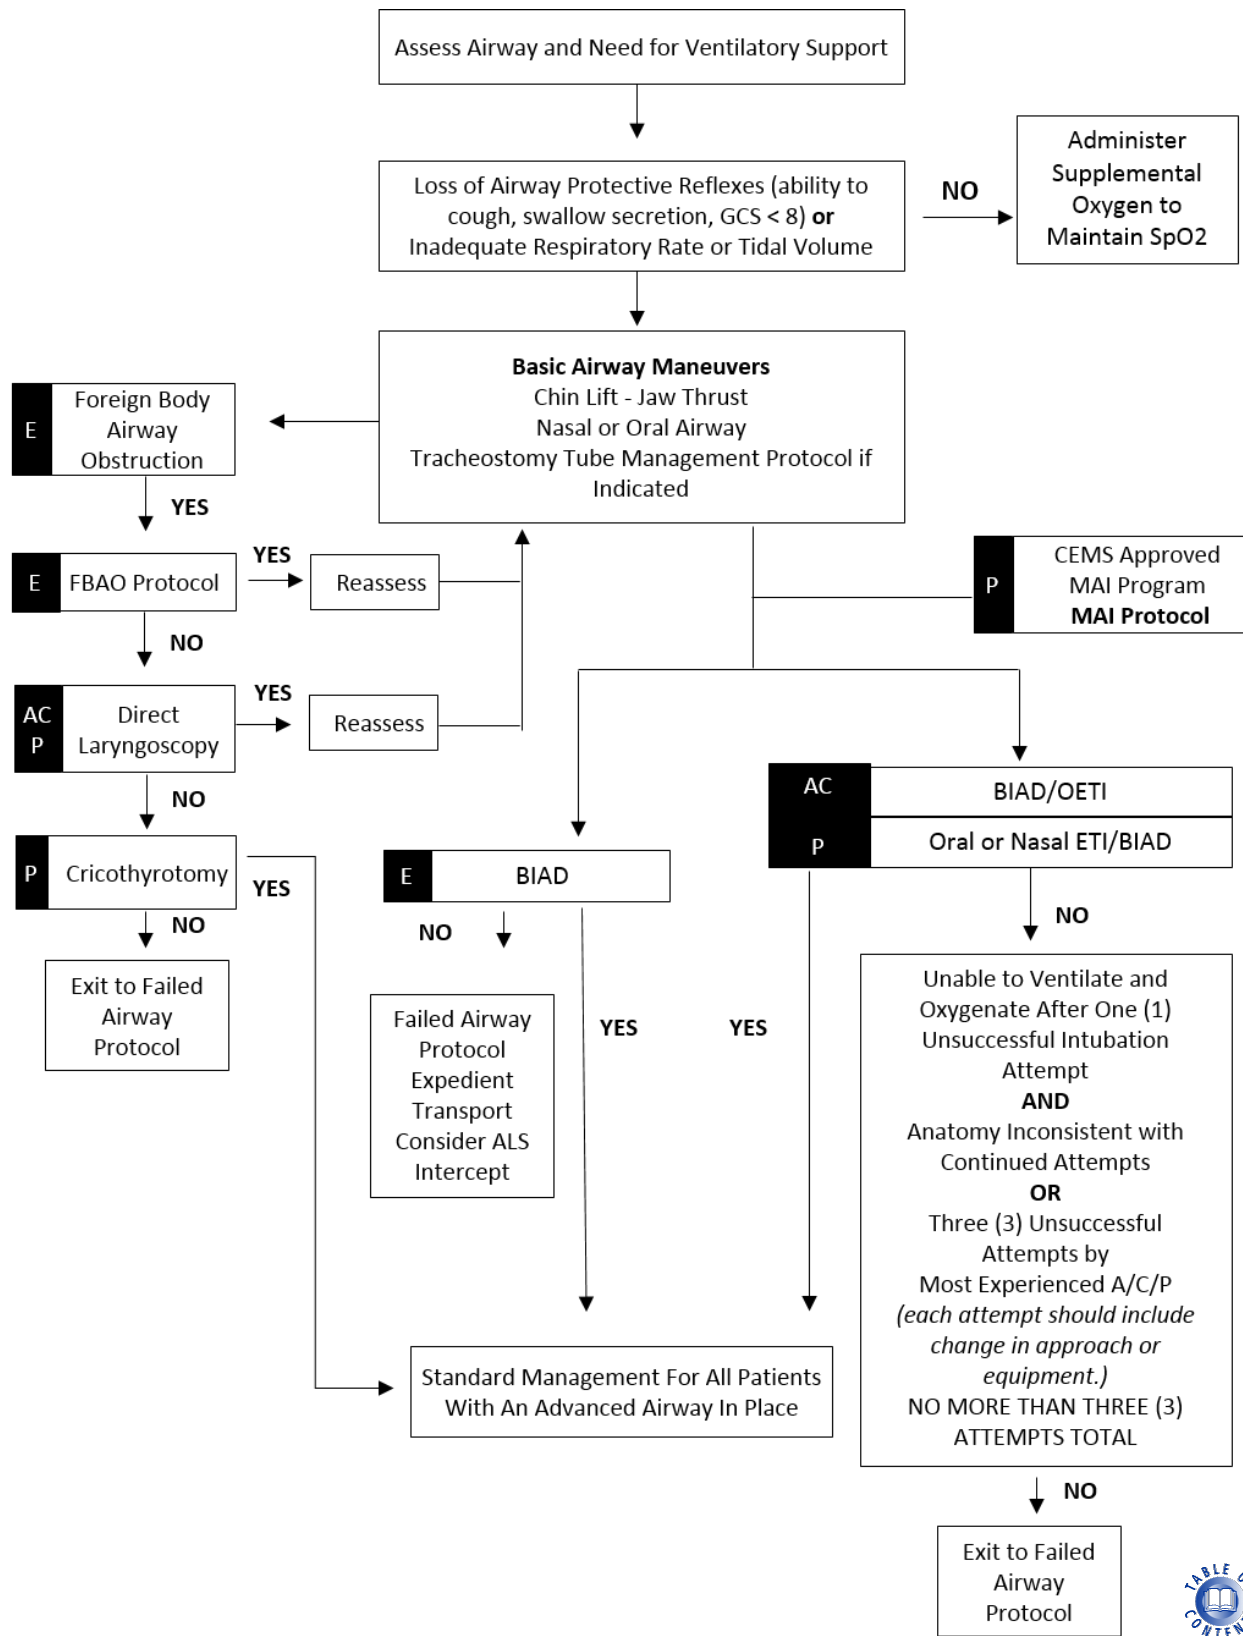 Assess Airway and Need for Ventilatory Support
Loss of Airway Protective Reflexes (ability to
cough, swallow secretion, GCS < 8) or
Inadequate Respiratory Rate or Tidal Volume
NO
Administer
Supplemental
Oxygen to
Maintain SpO2
Basic Airway Maneuvers
Chin Lift - Jaw Thrust
Nasal or Oral Airway
Tracheostomy Tube Management Protocol if
Indicated
E
Foreign Body
Airway
Obstruction
YES
E
FBAO Protocol
YES
Reassess
NO
AC
P
Direct
Laryngoscopy
YES
Reassess
NO
P
Cricothyrotomy
YES
NO
Exit to Failed
Airway
Protocol
P
CEMS Approved
MAI Program
MAI Protocol
E
BIAD
NO
YES
Failed Airway
Protocol
Expedient
Transport
Consider ALS
Intercept
AC
P
BIAD/OETI
Oral or Nasal ETI/BIAD
YES
NO
Unable to Ventilate and
Oxygenate After One (1)
Unsuccessful Intubation
Attempt
AND
Anatomy Inconsistent with
Continued Attempts
OR
Three (3) Unsuccessful
Attempts by
Most Experienced A/C/P
(each attempt should include
change in approach or
equipment.)
NO MORE THAN THREE (3)
ATTEMPTS TOTAL
NO
Exit to Failed
Airway
Protocol
Standard Management For All Patients
With An Advanced Airway In Place
TABLE O
CONTEN